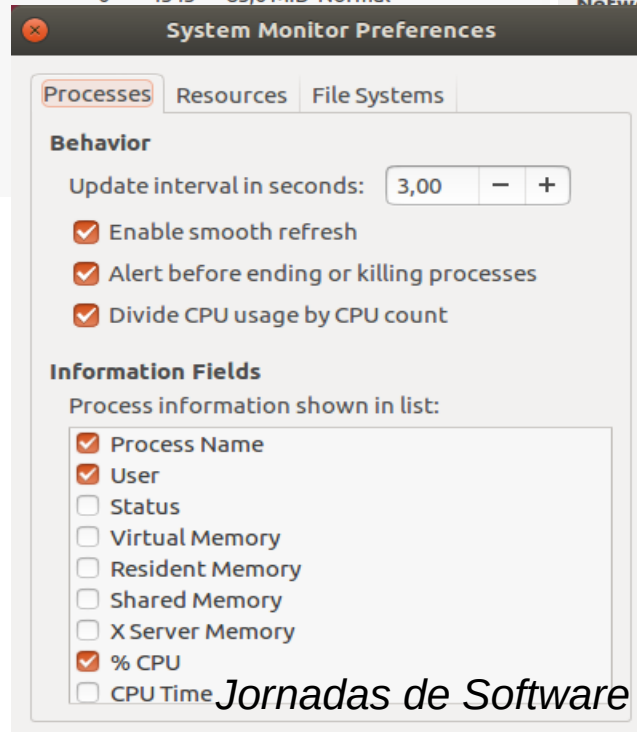 System Monitor Preferences
Processes Resources File Systems
Behavior
Update interval in seconds: 3,00 − +
Enable smooth refresh
Alert before ending or killing processes
Divide CPU usage by CPU count
Information Fields
Process information shown in list:
Process Name
User
Status
Virtual Memory
Resident Memory
Shared Memory
X Server Memory
% CPU
CPU Time
Jornadas de Software